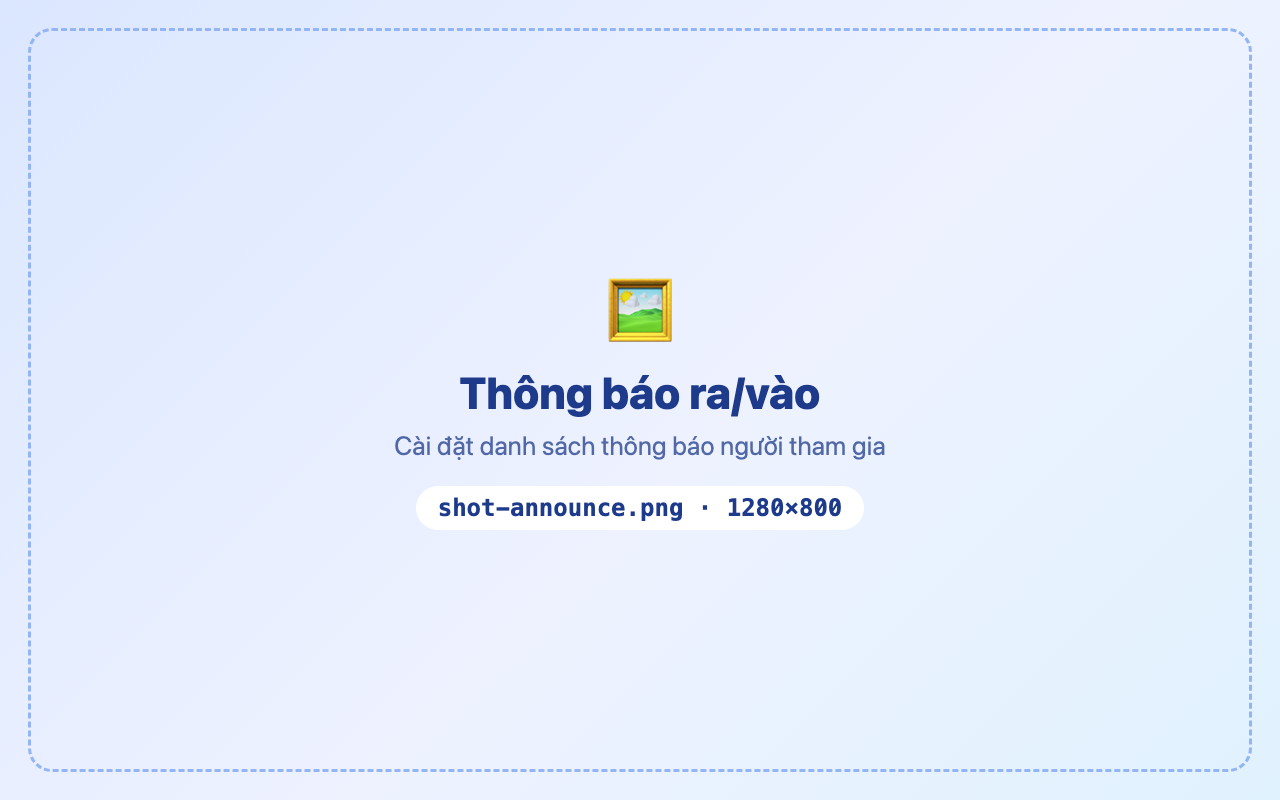 Thông báo ra/vào
Cài đặt danh sách thông báo người tham gia
shot-announce.png · 1280×800